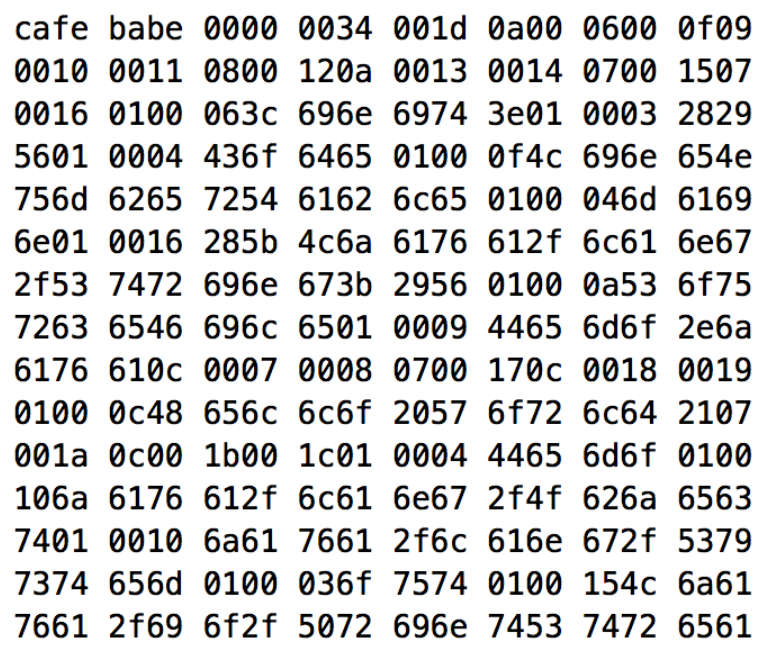 cafe babe 0000 0034 001d 0a00 0600 0f09
0010 0011 0800 120a 0013 0014 0700 1507
0016 0100 063c 696e 6974 3e01 0003 2829
5601 0004 436f 6465 0100 0f4c 696e 654e
756d 6265 7254 6162 6c65 0100 046d 6169
6e01 0016 285b 4c6a 6176 612f 6c61 6e67
2f53 7472 696e 673b 2956 0100 0a53 6f75
7263 6546 696c 6501 0009 4465 6d6f 2e6a
6176 610c 0007 0008 0700 170c 0018 0019
0100 0c48 656c 6c6f 2057 6f72 6c64 2107
001a 0c00 1b00 1c01 0004 4465 6d6f 0100
106a 6176 612f 6c61 6e67 2f4f 626a 6563
7401 0010 6a61 7661 2f6c 616e 672f 5379
7374 656d 0100 036f 7574 0100 154c 6a61
7661 2f69 6f2f 5072 696e 7453 7472 6561